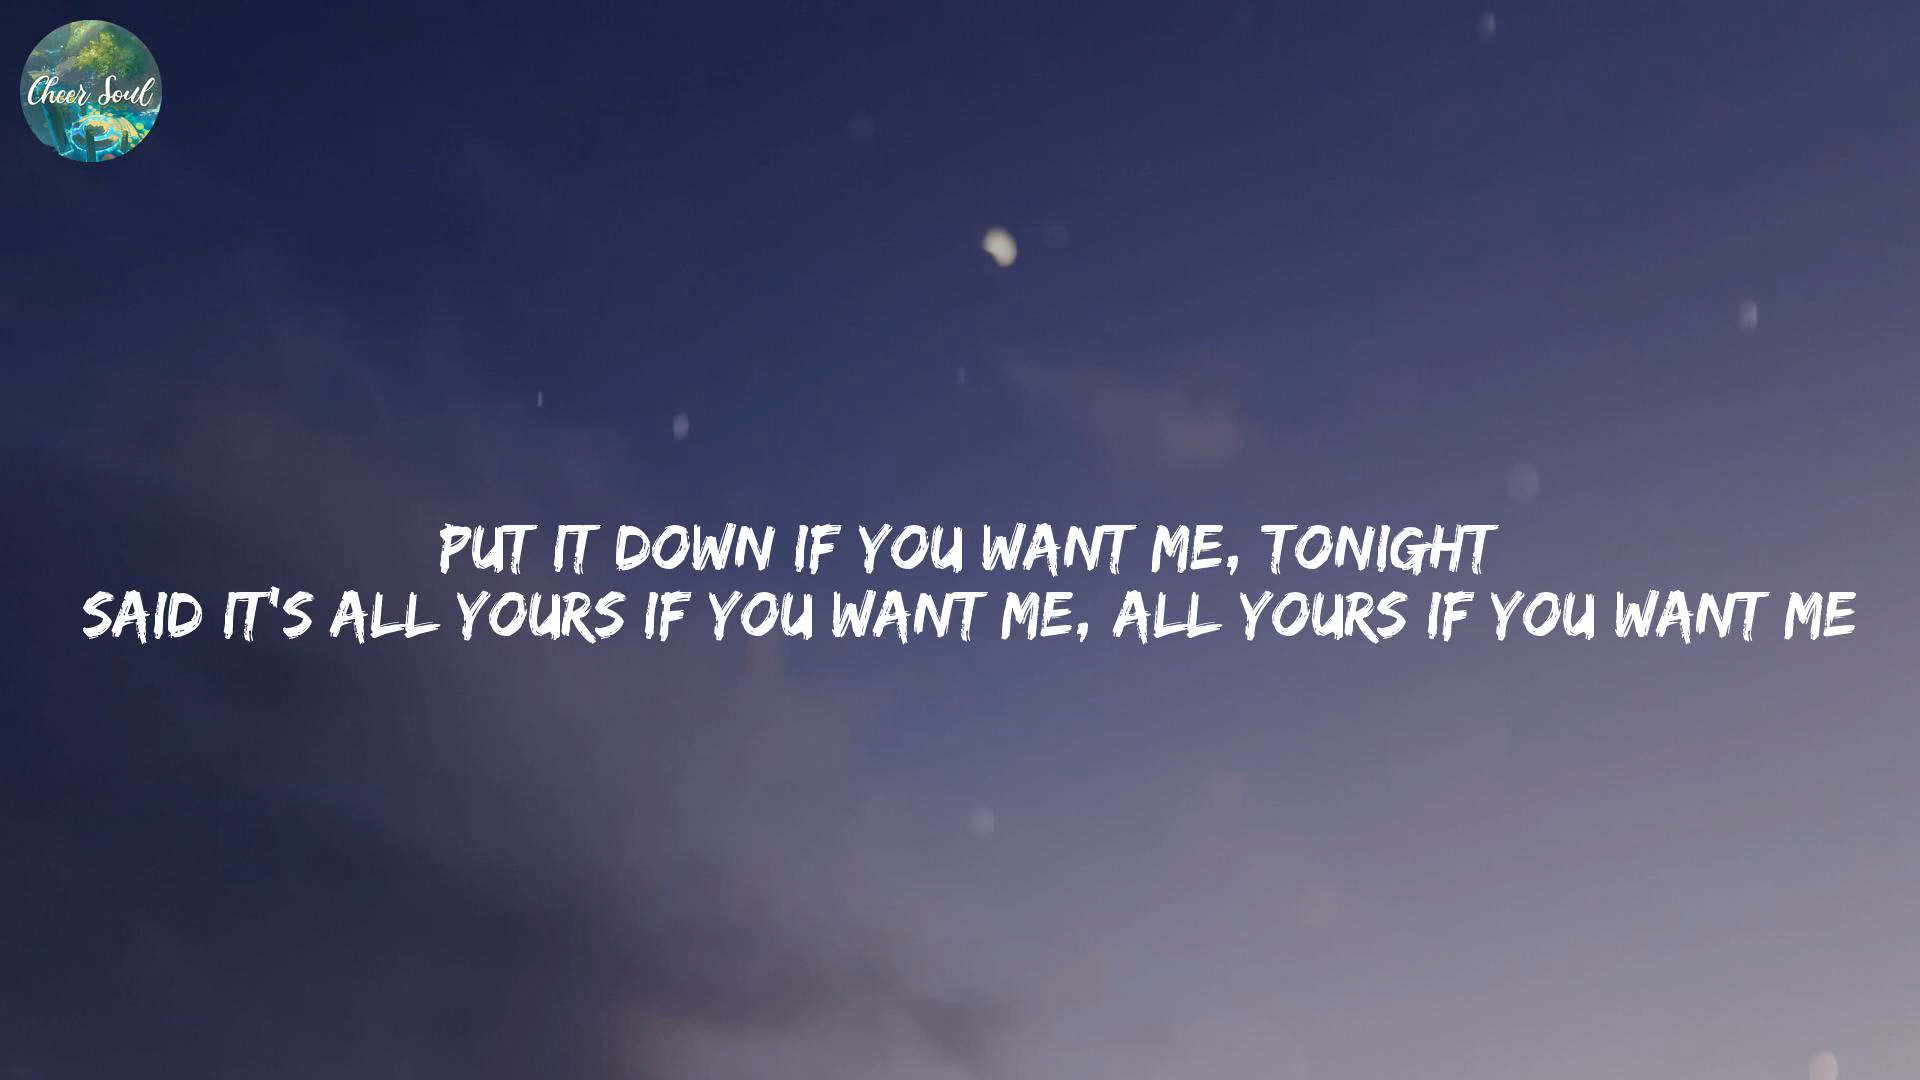 Cheer Soul
PUT IT DOWN IF YOU WANT ME, TONIGHT
SAID IT'S ALL YOURS IF YOU WANT ME, ALL YOURS IF YOU WANT ME